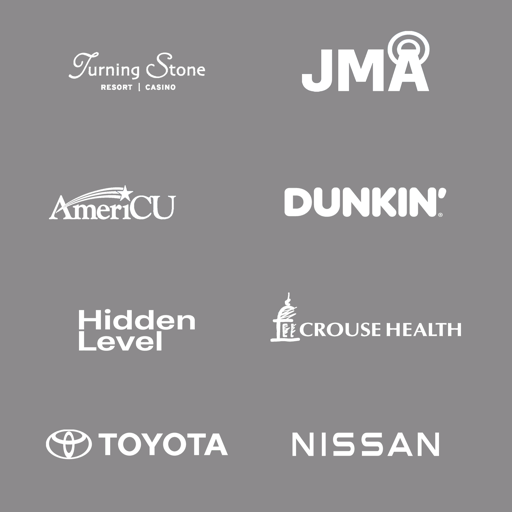 Turning Stone
RESORT | CASINO
JMA
AmeriCU
DUNKIN'
Hidden
Level
CROUSE HEALTH
TOYOTA
NISSAN